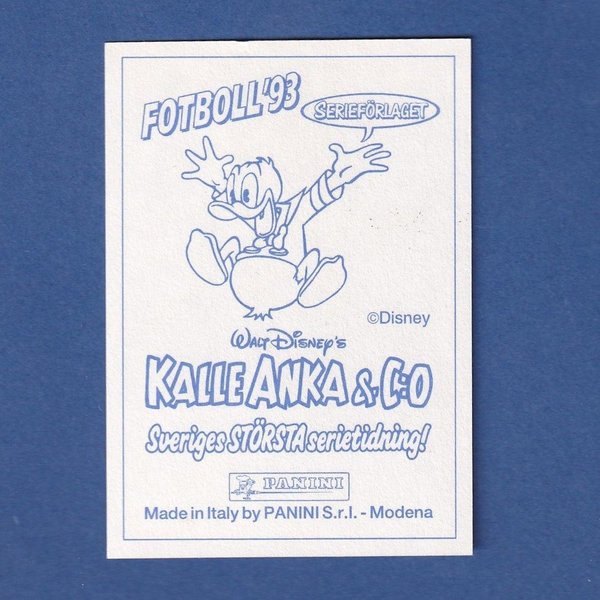 FOTBOLL'93
SERIEFÖRLAGET
©Disney
WALT DISNEY'S
KALLE ANKA & C:O
Sveriges STÖRSTA serietidning!
PANINI
Made in Italy by PANINI S.r.l. - Modena